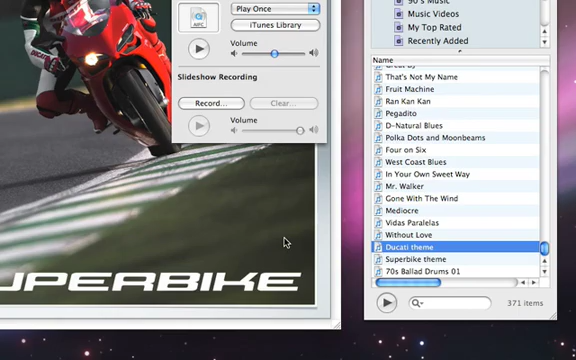 Play Once
iTunes Library
Volume
Slideshow Recording
Record...
Clear...
Volume
UPERBIKE
90's Music
Music Videos
My Top Rated
Recently Added
Name
That's Not My Name
Fruit Machine
Ran Kan Kan
Pegadito
D-Natural Blues
Polka Dots and Moonbeams
Four on Six
West Coast Blues
In Your Own Sweet Way
Mr. Walker
Gone With The Wind
Mediocre
Vidas Paralelas
Without Love
Ducati theme
Superbike theme
70s Ballad Drums 01
371 items